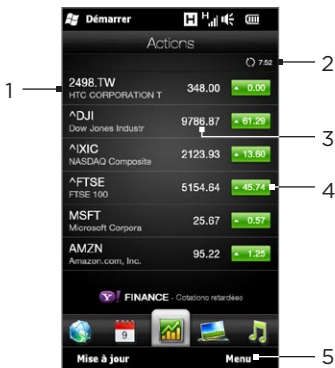 Démarrer H H
Actions
7:52 2
1 2498.TW 348.00 0.00
HTC CORPORATION T
^DJI 9786.87 61.29
Dow Jones Industr
3
^IXIC 2123.93 13.60
NASDAQ Composite
^FTSE 5154.64 45.74 4
FTSE 100
MSFT 25.67 0.57
Microsoft Corpora
AMZN 95.22 1.25
Amazon.com, Inc.
Y! FINANCE - Cotations retardées
9
Mise à jour Menu 5